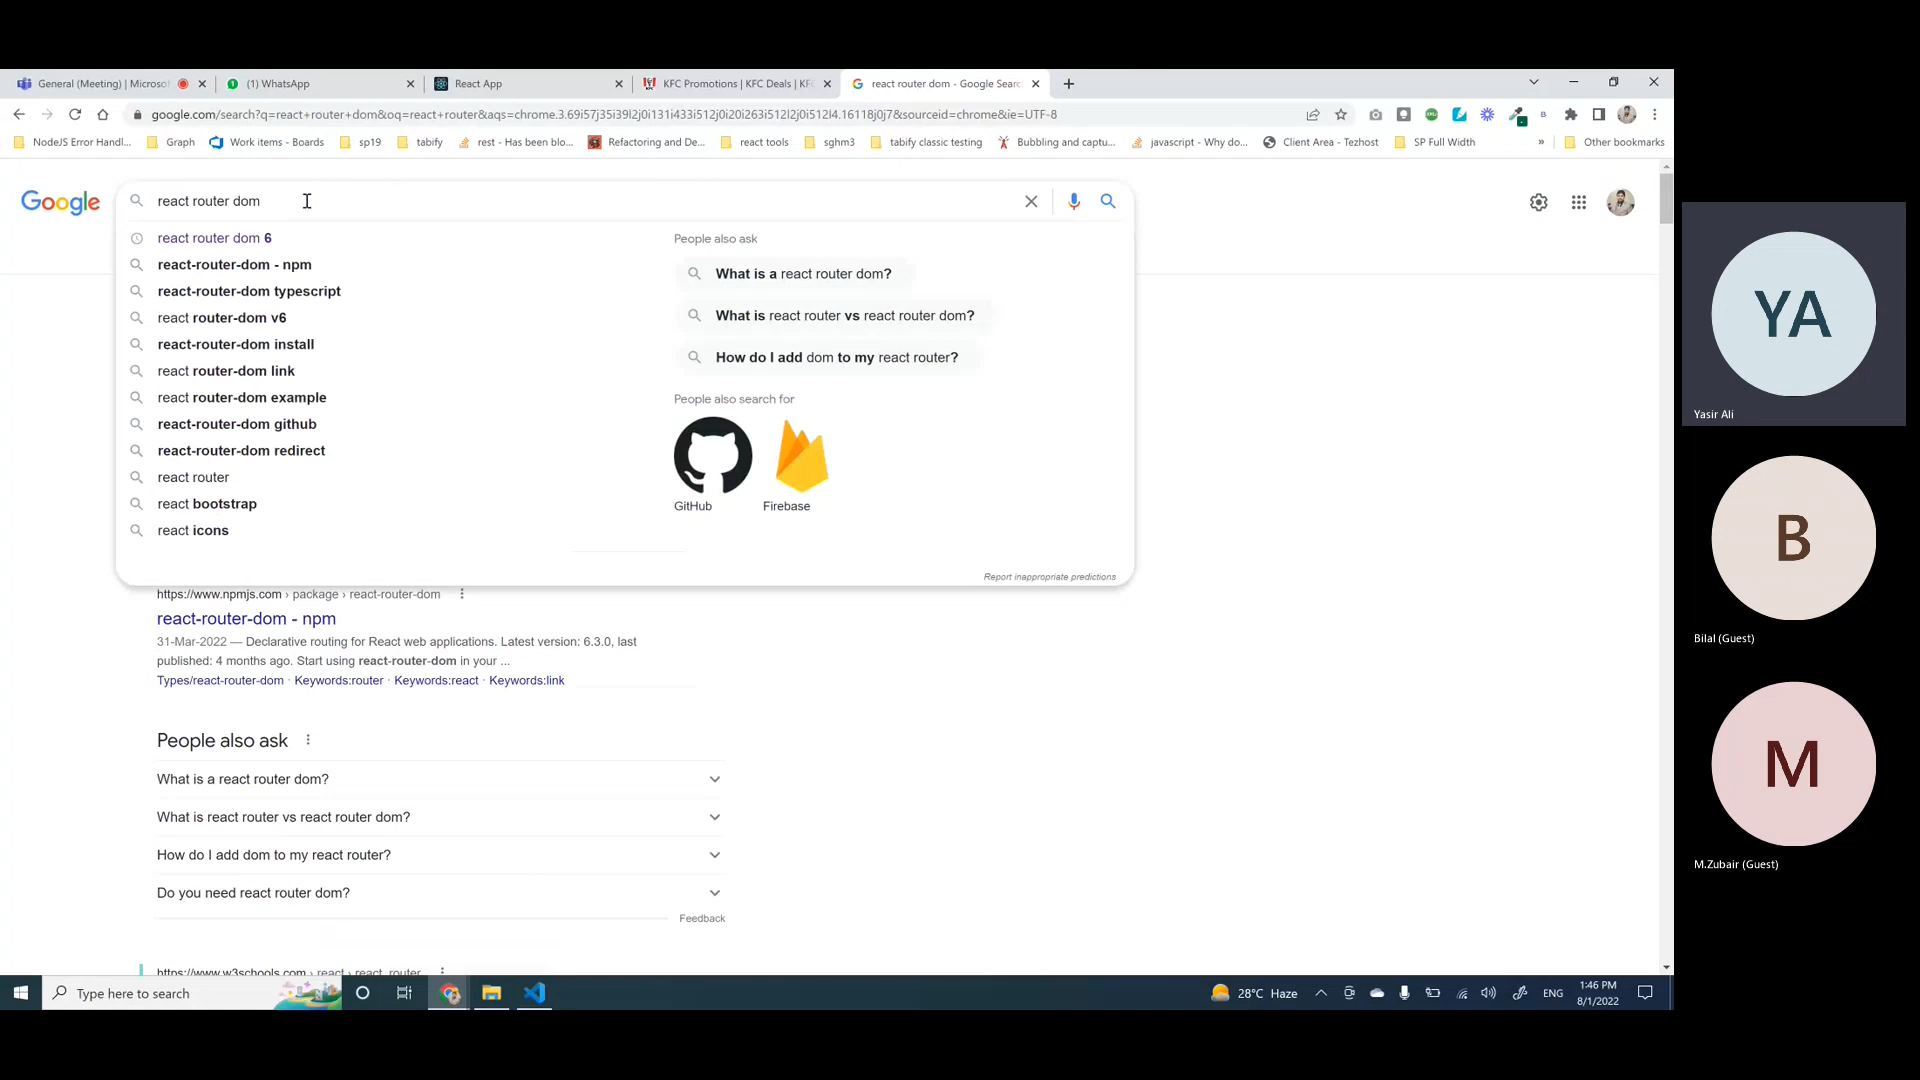 General (Meeting) | Microso
(1) WhatsApp
React App
KFC Promotions | KFC Deals | KF
react router dom - Google Searc
google.com/search?q=react+router+dom&oq=react+router&aqs=chrome.3.69i57j35i39l2j0i131i433i512j0i20i263i512l2j0i512l4.16118j0j7&sourceid=chrome&ie=UTF-8
NodeJS Error Handl...
Graph
Work items - Boards
sp19
tabify
rest - Has been blo...
Refactoring and De...
react tools
sghm3
tabify classic testing
Bubbling and captu...
javascript - Why do...
Client Area - Tezhost
SP Full Width
»
Other bookmarks
Google
react router dom
react router dom 6
react-router-dom - npm
react-router-dom typescript
react router-dom v6
react-router-dom install
react router-dom link
react router-dom example
react-router-dom github
react-router-dom redirect
react router
react bootstrap
react icons
People also ask
What is a react router dom?
What is react router vs react router dom?
How do I add dom to my react router?
People also search for
GitHub
Firebase
Report inappropriate predictions
https://www.npmjs.com › package › react-router-dom
react-router-dom - npm
31-Mar-2022 — Declarative routing for React web applications. Latest version: 6.3.0, last
published: 4 months ago. Start using react-router-dom in your ...
Types/react-router-dom · Keywords:router · Keywords:react · Keywords:link
People also ask
What is a react router dom?
What is react router vs react router dom?
How do I add dom to my react router?
Do you need react router dom?
Feedback
https://www.w3schools.com › react › react_router
Type here to search
28°C Haze
ENG
1:46 PM
8/1/2022
YA
Yasir Ali
B
Bilal (Guest)
M
M.Zubair (Guest)